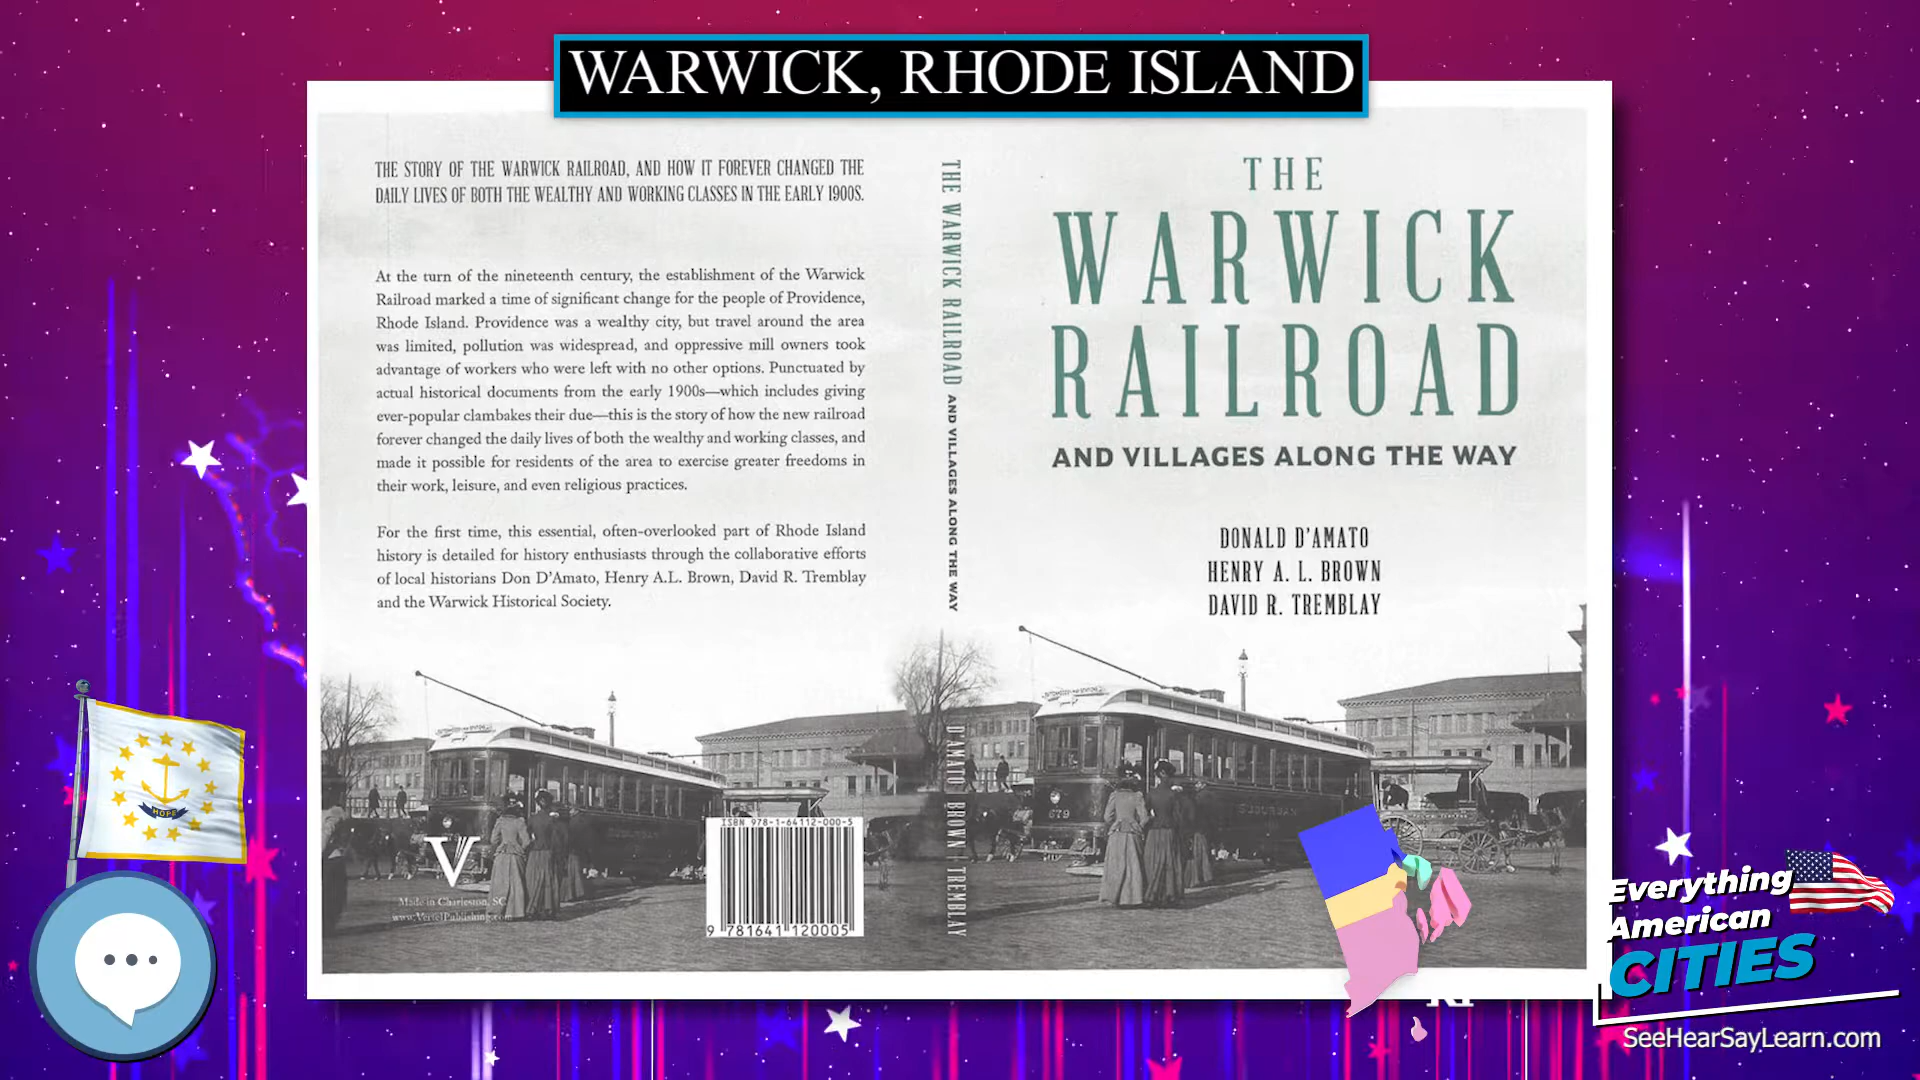 WARWICK, RHODE ISLAND
THE STORY OF THE WARWICK RAILROAD, AND HOW IT FOREVER CHANGED THE
DAILY LIVES OF BOTH THE WEALTHY AND WORKING CLASSES IN THE EARLY 1900S.
At the turn of the nineteenth century, the establishment of the Warwick
Railroad marked a time of significant change for the people of Providence,
Rhode Island. Providence was a wealthy city, but travel around the area
was limited, pollution was widespread, and oppressive mill owners took
advantage of workers who were left with no other options. Punctuated by
actual historical documents from the early 1900s—which includes giving
ever-popular clambakes their due—this is the story of how the new railroad
forever changed the daily lives of both the wealthy and working classes, and
made it possible for residents of the area to exercise greater freedoms in
their work, leisure, and even religious practices.
For the first time, this essential, often-overlooked part of Rhode Island
history is detailed for history enthusiasts through the collaborative efforts
of local historians Don D'Amato, Henry A.L. Brown, David R. Tremblay
and the Warwick Historical Society.
V
Made in Charleston, SC
www.VertelPublishing.com
ISBN 978-1-64112-000-5
9 781641 120005
THE WARWICK RAILROAD AND VILLAGES ALONG THE WAY
D'AMATO BROWN TREMBLAY
THE
WARWICK
RAILROAD
AND VILLAGES ALONG THE WAY
DONALD D'AMATO
HENRY A. L. BROWN
DAVID R. TREMBLAY
679
SUBURBAN
HOPE
RI
Everything
American
CITIES
SeeHearSayLearn.com